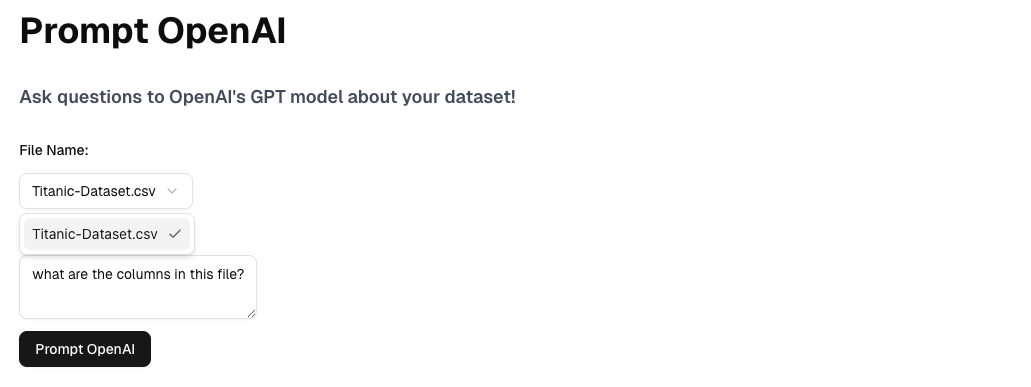 Prompt OpenAI
Ask questions to OpenAI's GPT model about your dataset!
File Name:
Titanic-Dataset.csv
Titanic-Dataset.csv
what are the columns in this file?
Prompt OpenAI